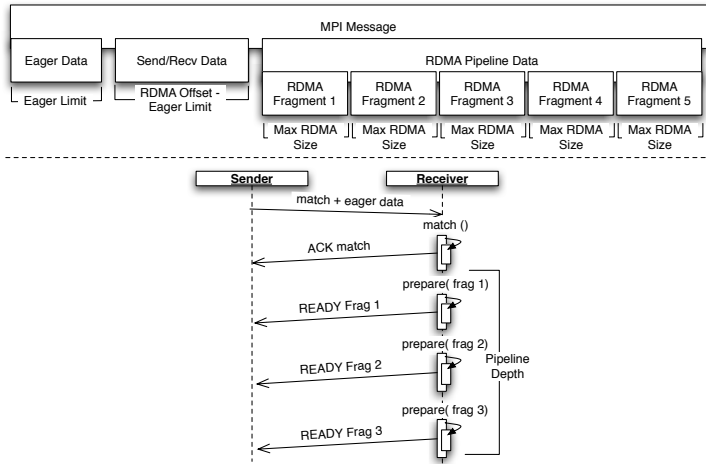 MPI Message
Eager Data
Send/Recv Data
RDMA Pipeline Data
RDMA
Fragment 1
RDMA
Fragment 2
RDMA
Fragment 3
RDMA
Fragment 4
RDMA
Fragment 5
Eager Limit
RDMA Offset -
Eager Limit
Max RDMA
Size
Max RDMA
Size
Max RDMA
Size
Max RDMA
Size
Max RDMA
Size
Sender
Receiver
match + eager data
match ()
ACK match
prepare( frag 1)
READY Frag 1
prepare( frag 2)
READY Frag 2
Pipeline
Depth
prepare( frag 3)
READY Frag 3